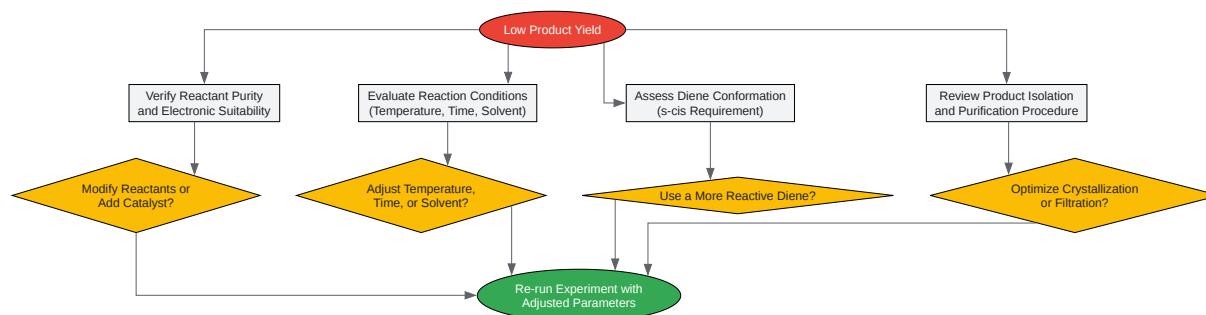 Low Product Yield
Verify Reactant Purity
and Electronic Suitability
Evaluate Reaction Conditions
(Temperature, Time, Solvent)
Assess Diene Conformation
(s-cis Requirement)
Review Product Isolation
and Purification Procedure
Modify Reactants or
Add Catalyst?
Adjust Temperature,
Time, or Solvent?
Use a More Reactive Diene?
Optimize Crystallization
or Filtration?
Re-run Experiment with
Adjusted Parameters